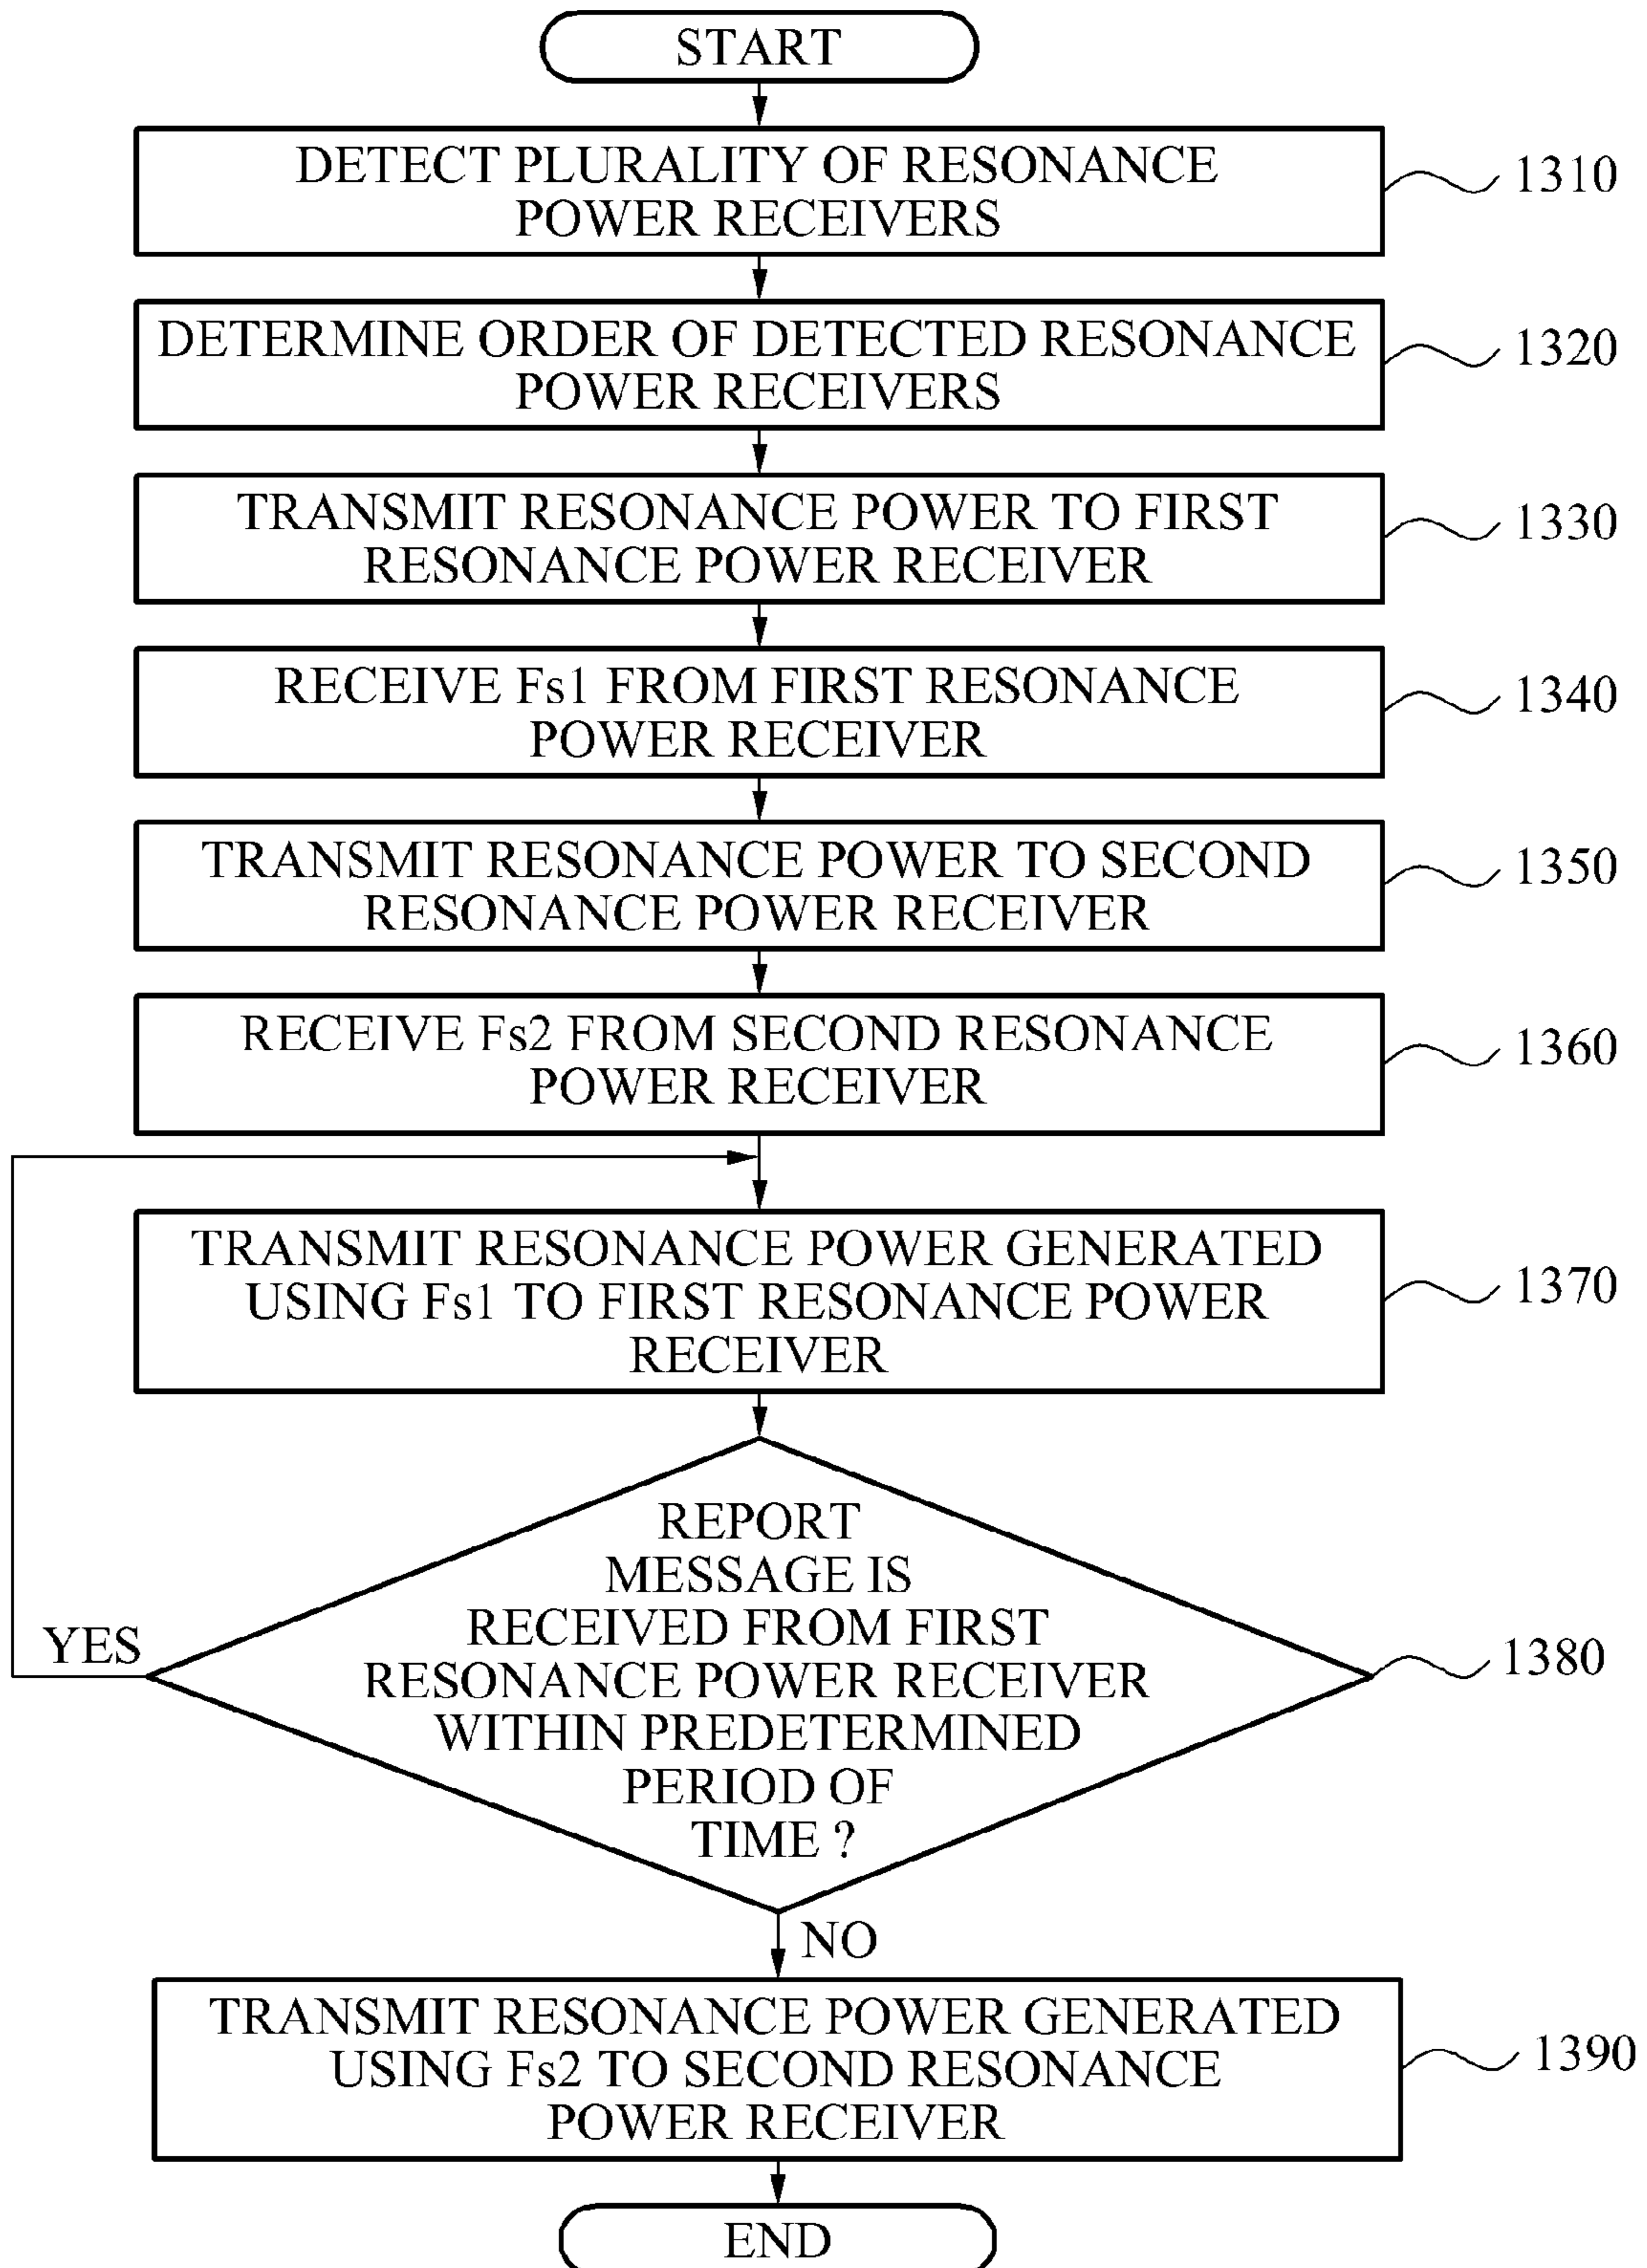 START
DETECT PLURALITY OF RESONANCE
POWER RECEIVERS
1310
DETERMINE ORDER OF DETECTED RESONANCE
POWER RECEIVERS
1320
TRANSMIT RESONANCE POWER TO FIRST
RESONANCE POWER RECEIVER
1330
RECEIVE Fs1 FROM FIRST RESONANCE
POWER RECEIVER
1340
TRANSMIT RESONANCE POWER TO SECOND
RESONANCE POWER RECEIVER
1350
RECEIVE Fs2 FROM SECOND RESONANCE
POWER RECEIVER
1360
TRANSMIT RESONANCE POWER GENERATED
USING Fs1 TO FIRST RESONANCE POWER
RECEIVER
1370
REPORT
MESSAGE IS
RECEIVED FROM FIRST
RESONANCE POWER RECEIVER
WITHIN PREDETERMINED
PERIOD OF
TIME ?
1380
YES
NO
TRANSMIT RESONANCE POWER GENERATED
USING Fs2 TO SECOND RESONANCE
POWER RECEIVER
1390
END